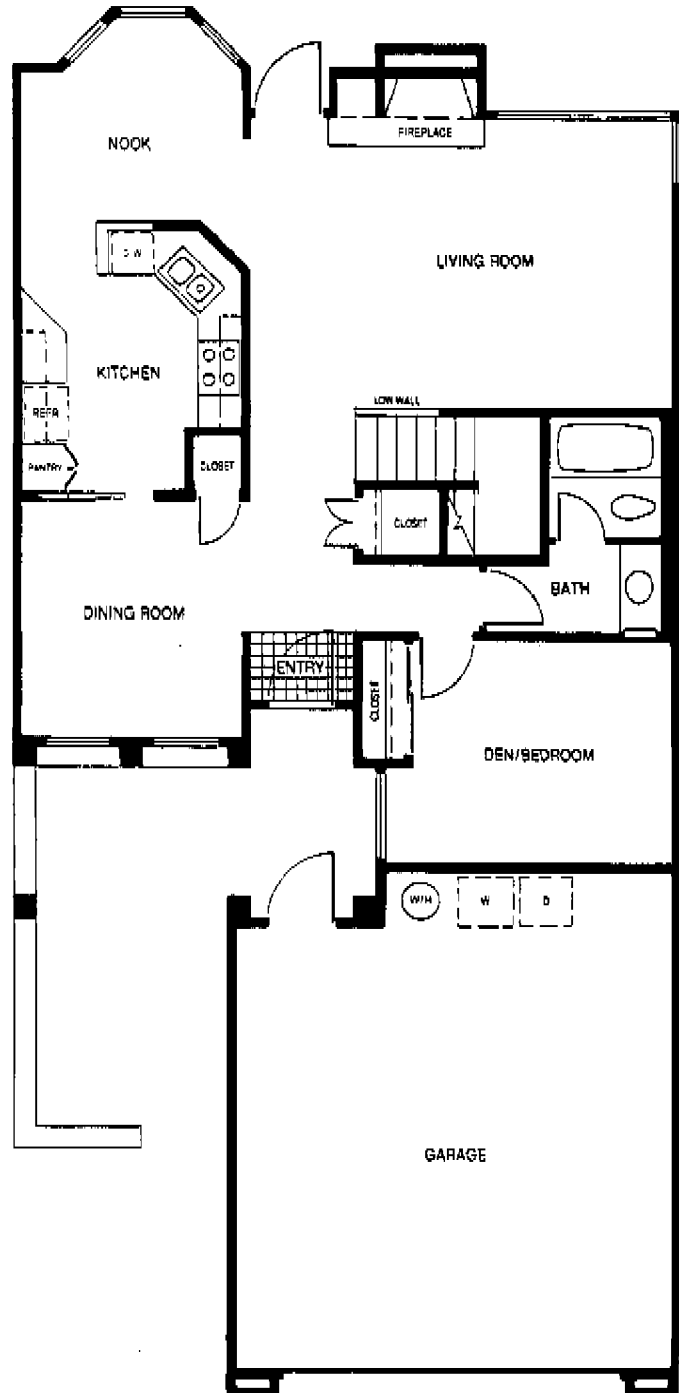 NOOK
FIREPLACE
D W
LIVING ROOM
KITCHEN
LOW WALL
REFR
PANTRY
CLOSET
CLOSET
BATH
DINING ROOM
ENTRY
CLOSET
DEN/BEDROOM
W/H
W
D
GARAGE